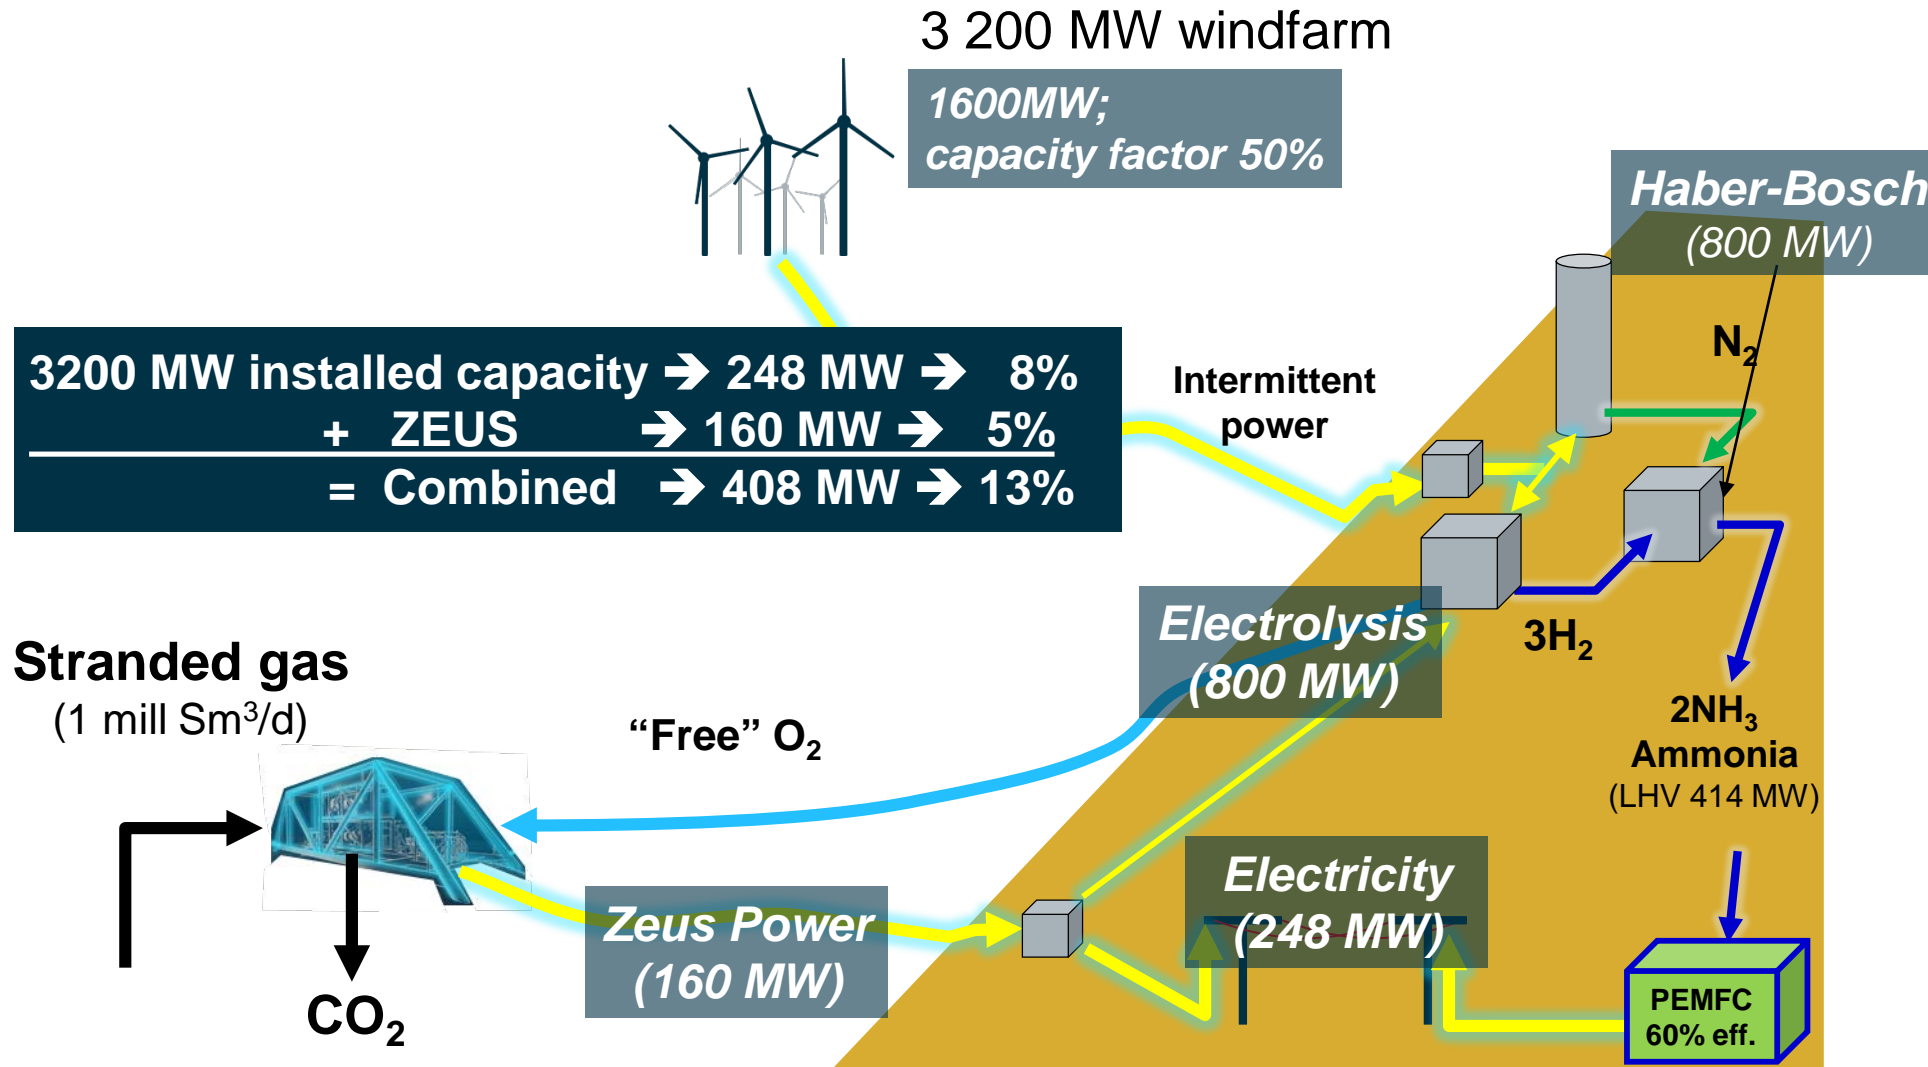 3 200 MW windfarm
1600MW;
capacity factor 50%
Haber-Bosch
(800 MW)
3200 MW installed capacity ➔ 248 MW ➔ 8%
+ ZEUS ➔ 160 MW ➔ 5%
= Combined ➔ 408 MW ➔ 13%
Intermittent
power
N₂
Electrolysis
(800 MW)
3H₂
Stranded gas
(1 mill Sm³/d)
“Free” O₂
2NH₃
Ammonia
(LHV 414 MW)
Zeus Power
(160 MW)
Electricity
(248 MW)
CO₂
PEMFC
60% eff.